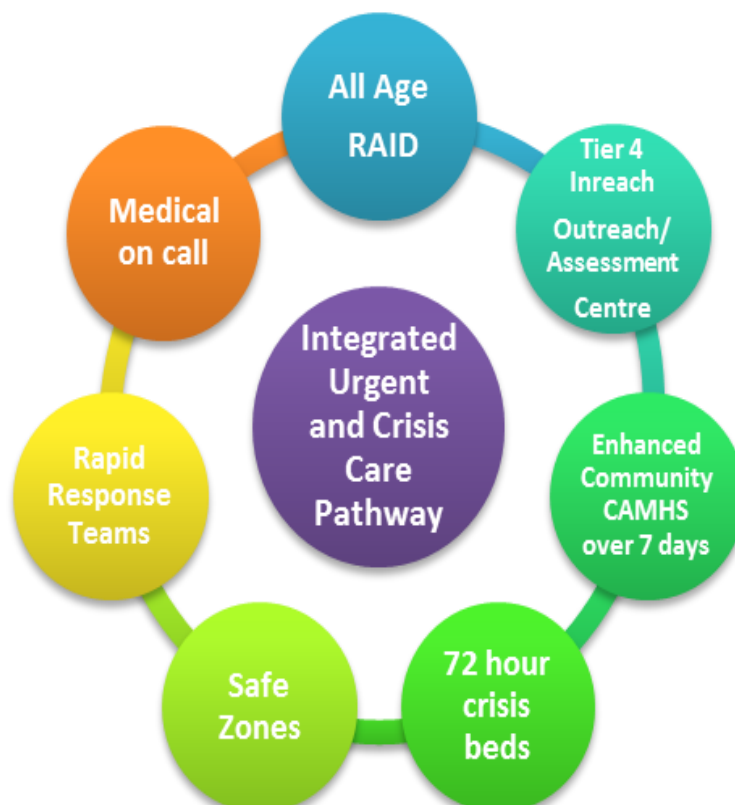 All Age
RAID
Tier 4
Inreach
Outreach/
Assessment
Centre
Enhanced
Community
CAMHS
over 7 days
72 hour
crisis
beds
Safe
Zones
Rapid
Response
Teams
Medical
on call
Integrated
Urgent
and Crisis
Care
Pathway